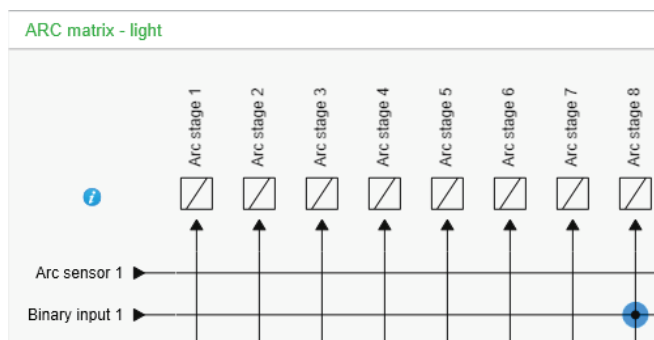 ARC matrix - light
Arc stage 1
Arc stage 2
Arc stage 3
Arc stage 4
Arc stage 5
Arc stage 6
Arc stage 7
Arc stage 8
i
Arc sensor 1
Binary input 1